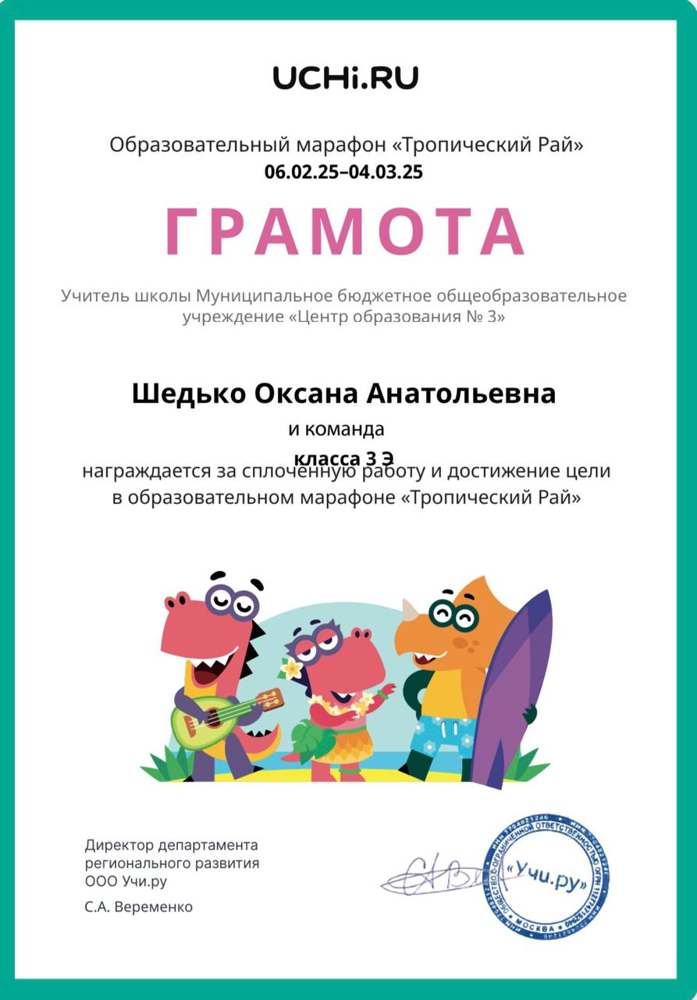 UCHi.RU
Образовательный марафон «Тропический Рай»
06.02.25–04.03.25
ГРАМОТА
Учитель школы Муниципальное бюджетное общеобразовательное
учреждение «Центр образования № 3»
Шедько Оксана Анатольевна
и команда
класса 3 Э
награждается за сплочённую работу и достижение цели
в образовательном марафоне «Тропический Рай»
Директор департамента
регионального развития
ООО Учи.ру
С.А. Веременко
«Учи.ру»
МОСКВА